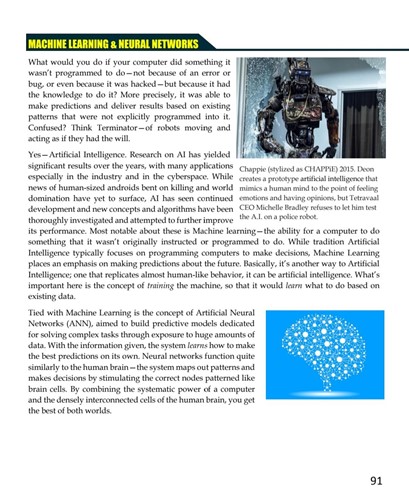 MACHINE LEARNING & NEURAL NETWORKS
What would you do if your computer did something it
wasn't programmed to do—not because of an error or
bug, or even because it was hacked—but because it had
the knowledge to do it? More precisely, it was able to
make predictions and deliver results based on existing
patterns that were not explicitly programmed into it.
Confused? Think Terminator—of robots moving and
acting as if they had the will.
Yes—Artificial Intelligence. Research on AI has yielded
significant results over the years, with many applications
especially in the industry and in the cyberspace. While
news of human-sized androids bent on killing and world
domination have yet to surface, AI has seen continued
development and new concepts and algorithms have been
thoroughly investigated and attempted to further improve
Chappie (stylized as CHAPPiE) 2015. Deon
creates a prototype artificial intelligence that
mimics a human mind to the point of feeling
emotions and having opinions, but Tetravaal
CEO Michelle Bradley refuses to let him test
the A.I. on a police robot.
its performance. Most notable about these is Machine learning—the ability for a computer to do
something that it wasn't originally instructed or programmed to do. While tradition Artificial
Intelligence typically focuses on programming computers to make decisions, Machine Learning
places an emphasis on making predictions about the future. Basically, it's another way to Artificial
Intelligence; one that replicates almost human-like behavior, it can be artificial intelligence. What's
important here is the concept of training the machine, so that it would learn what to do based on
existing data.
Tied with Machine Learning is the concept of Artificial Neural
Networks (ANN), aimed to build predictive models dedicated
for solving complex tasks through exposure to huge amounts of
data. With the information given, the system learns how to make
the best predictions on its own. Neural networks function quite
similarly to the human brain—the system maps out patterns and
makes decisions by stimulating the correct nodes patterned like
brain cells. By combining the systematic power of a computer
and the densely interconnected cells of the human brain, you get
the best of both worlds.
91